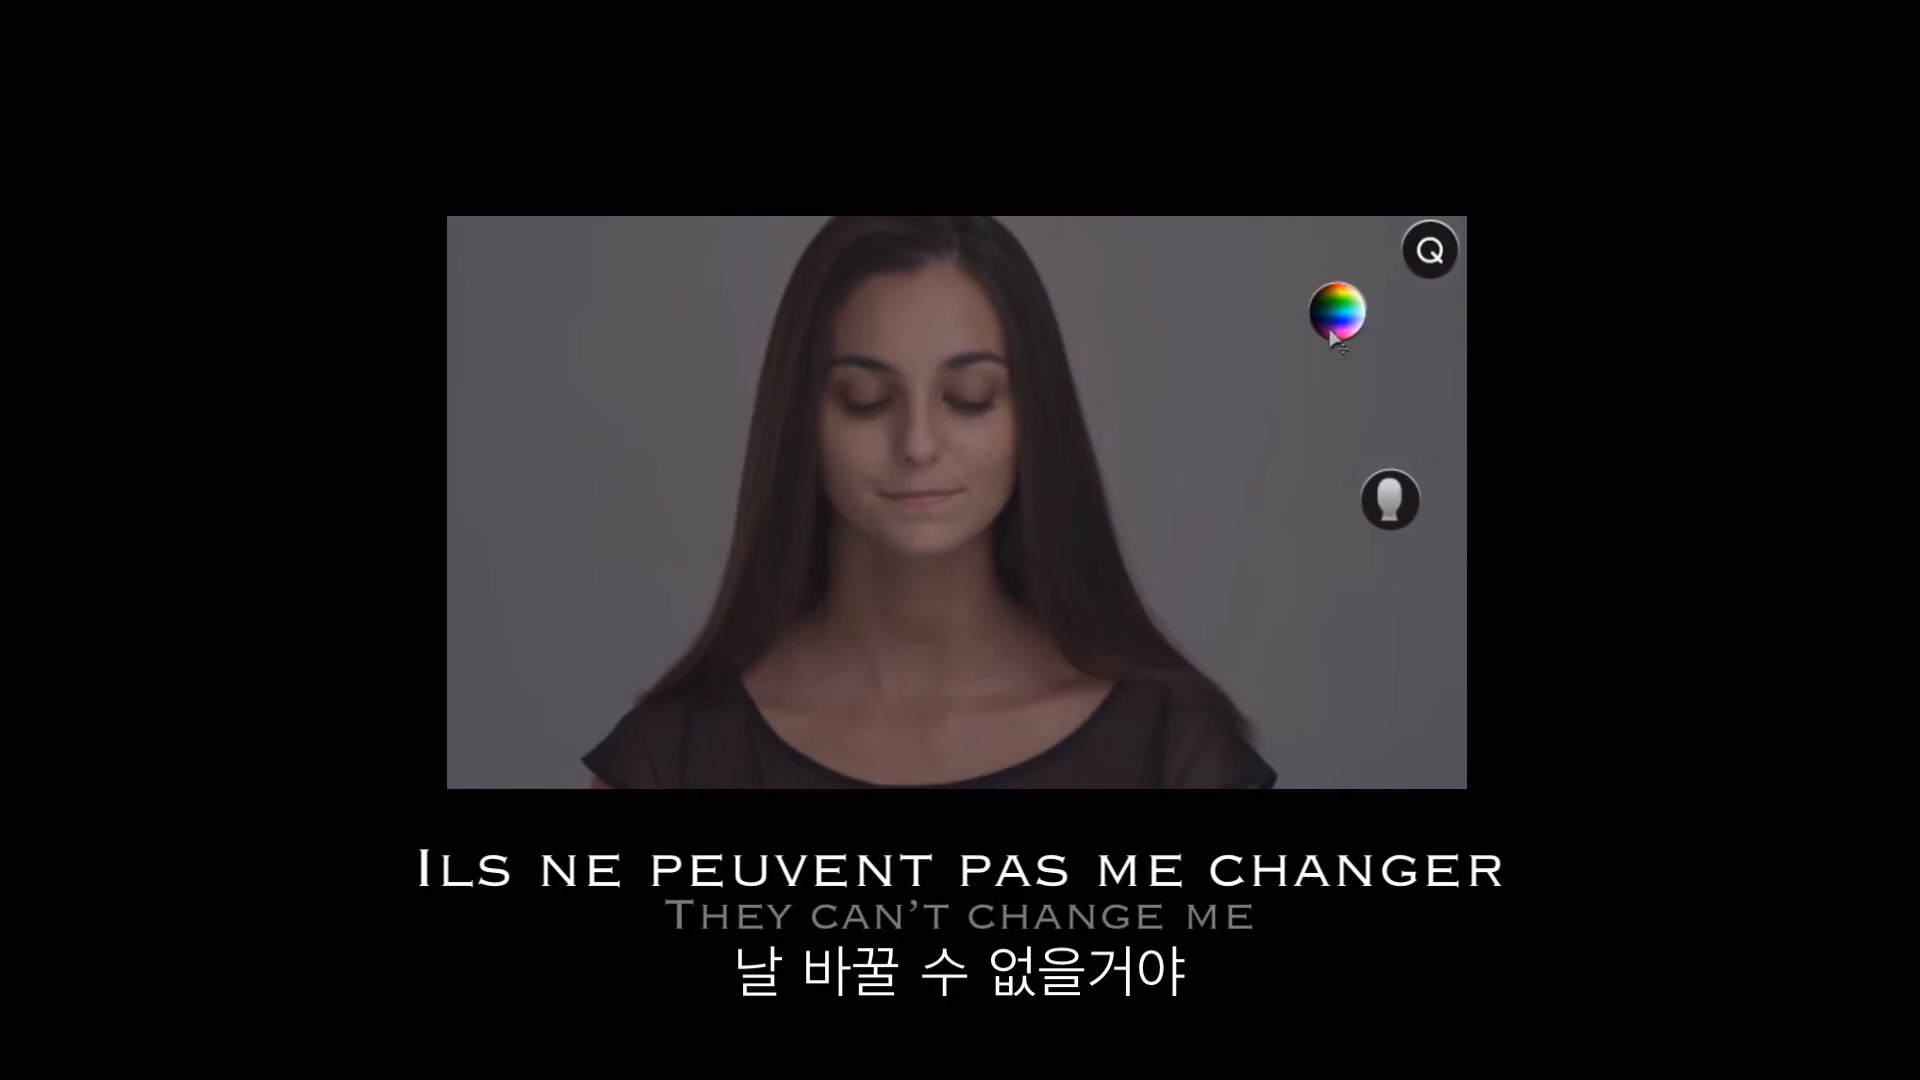 Q
Ils ne peuvent pas me changer
They can't change me
날 바꿀 수 없을거야